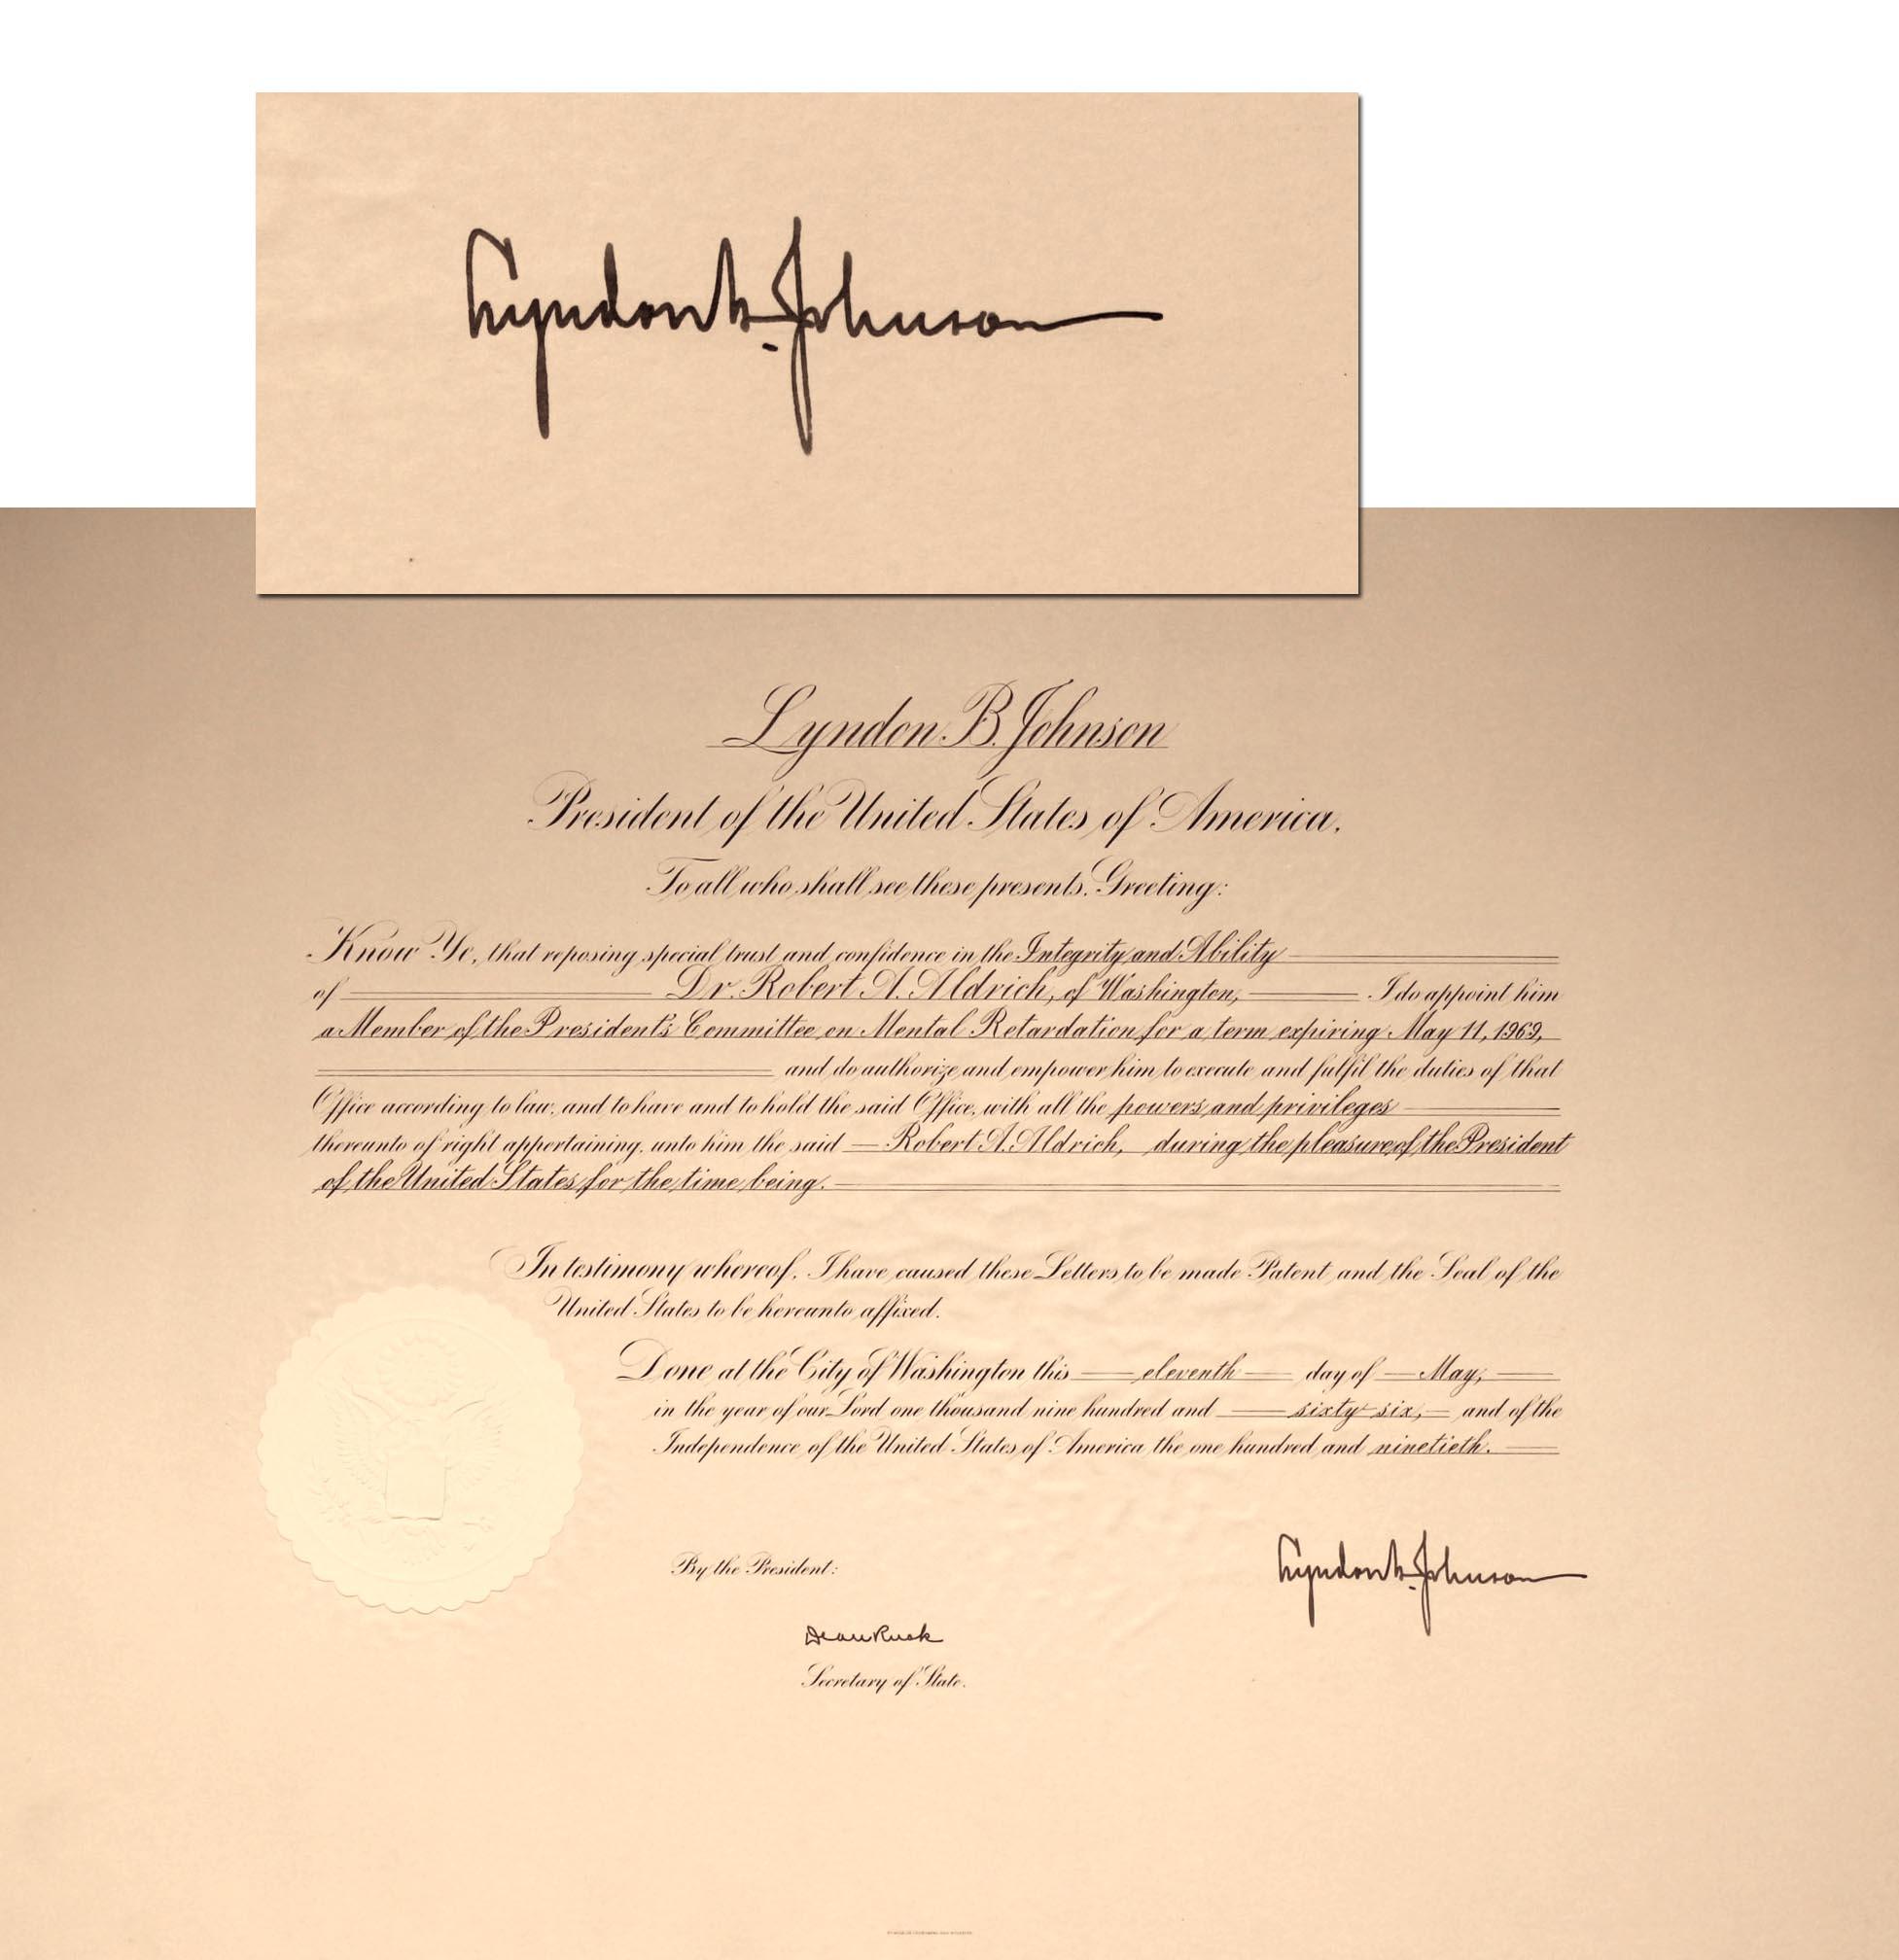 Lyndon B. Johnson
Lyndon B. Johnson
President of the United States of America.
To all who shall see these presents, Greeting:
Know Ye, that reposing special trust and confidence in the Integrity and Ability
of Dr. Robert A. Aldrich, of Washington, I do appoint him
a Member of the President's Committee on Mental Retardation for a term expiring May 11, 1969,
and do authorize and empower him to execute and fulfil the duties of that
Office according to law, and to have and to hold the said Office, with all the powers and privileges
thereunto of right appertaining, unto him the said Robert A. Aldrich, during the pleasure of the President
of the United States for the time being.
In testimony whereof, I have caused these Letters to be made Patent and the Seal of the
United States to be hereunto affixed.
Done at the City of Washington this eleventh day of May,
in the year of our Lord one thousand nine hundred and sixty-six, and of the
Independence of the United States of America the one hundred and ninetieth.
Lyndon B. Johnson
By the President:
Dean Rusk
Secretary of State.